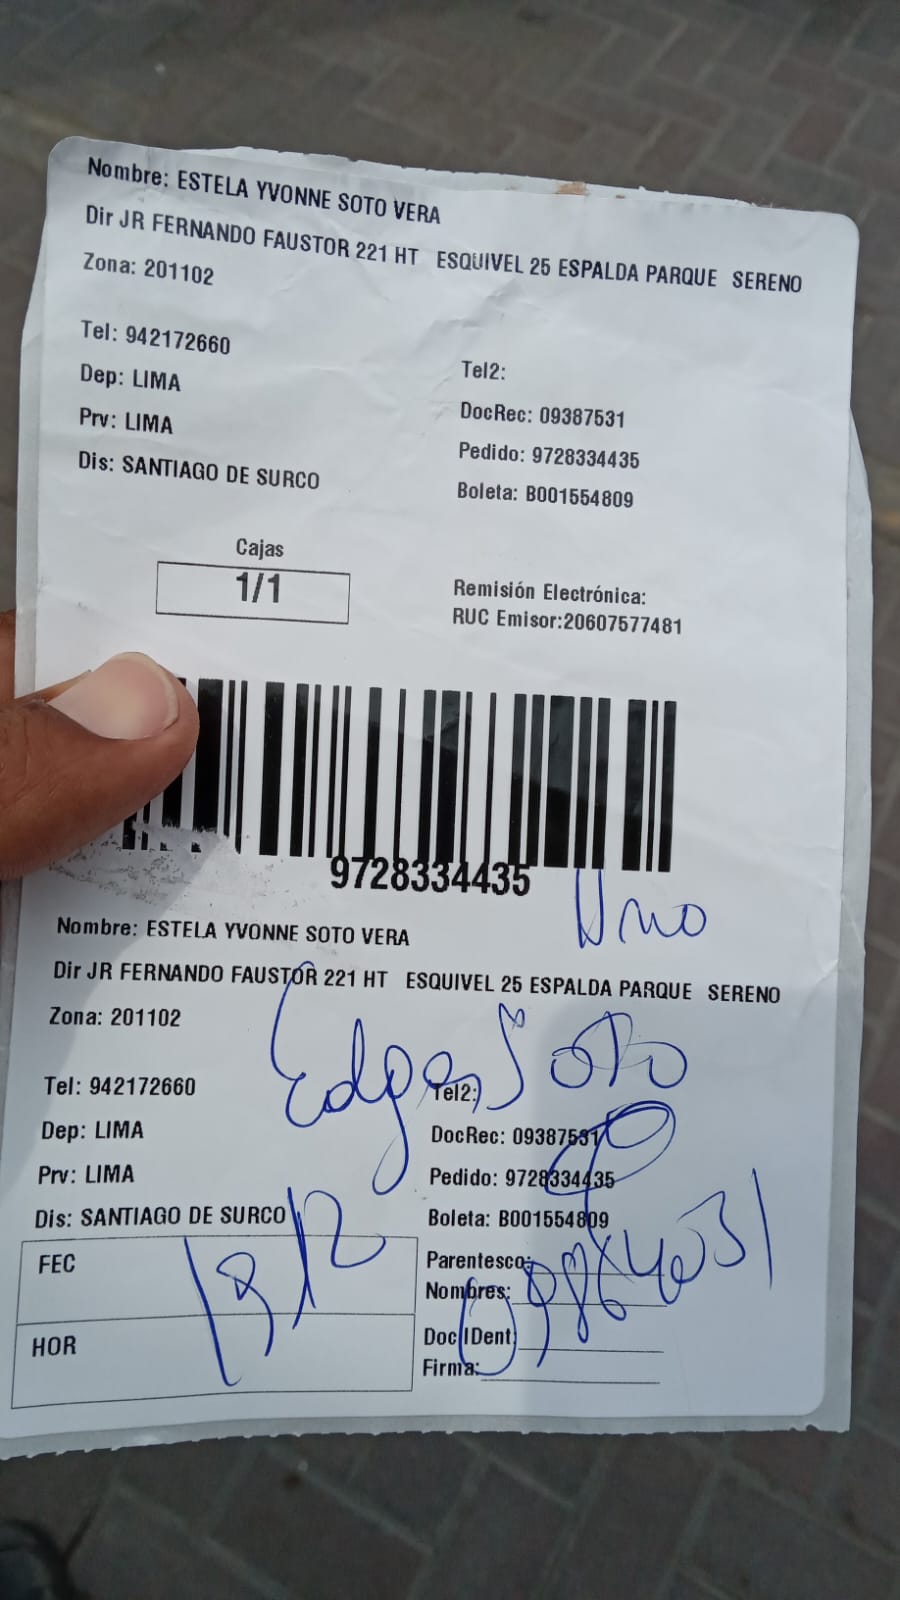 Nombre: ESTELA YVONNE SOTO VERA
Dir JR FERNANDO FAUSTOR 221 HT ESQUIVEL 25 ESPALDA PARQUE SERENO
Zona: 201102
Tel: 942172660
Tel2:
Dep: LIMA
DocRec: 09387531
Prv: LIMA
Pedido: 9728334435
Dis: SANTIAGO DE SURCO
Boleta: B001554809
Cajas
1/1
Remisión Electrónica:
RUC Emisor:20607577481
9728334435
Uno
Nombre: ESTELA YVONNE SOTO VERA
Dir JR FERNANDO FAUSTOR 221 HT ESQUIVEL 25 ESPALDA PARQUE SERENO
Zona: 201102
Edgar Soto
Tel: 942172660
Tel2:
Dep: LIMA
DocRec: 09387531
Prv: LIMA
Pedido: 9728334435
Dis: SANTIAGO DE SURCO
Boleta: B001554809
FEC
Parentesco:
Nombres:
HOR
Doc IDent:
Firma: